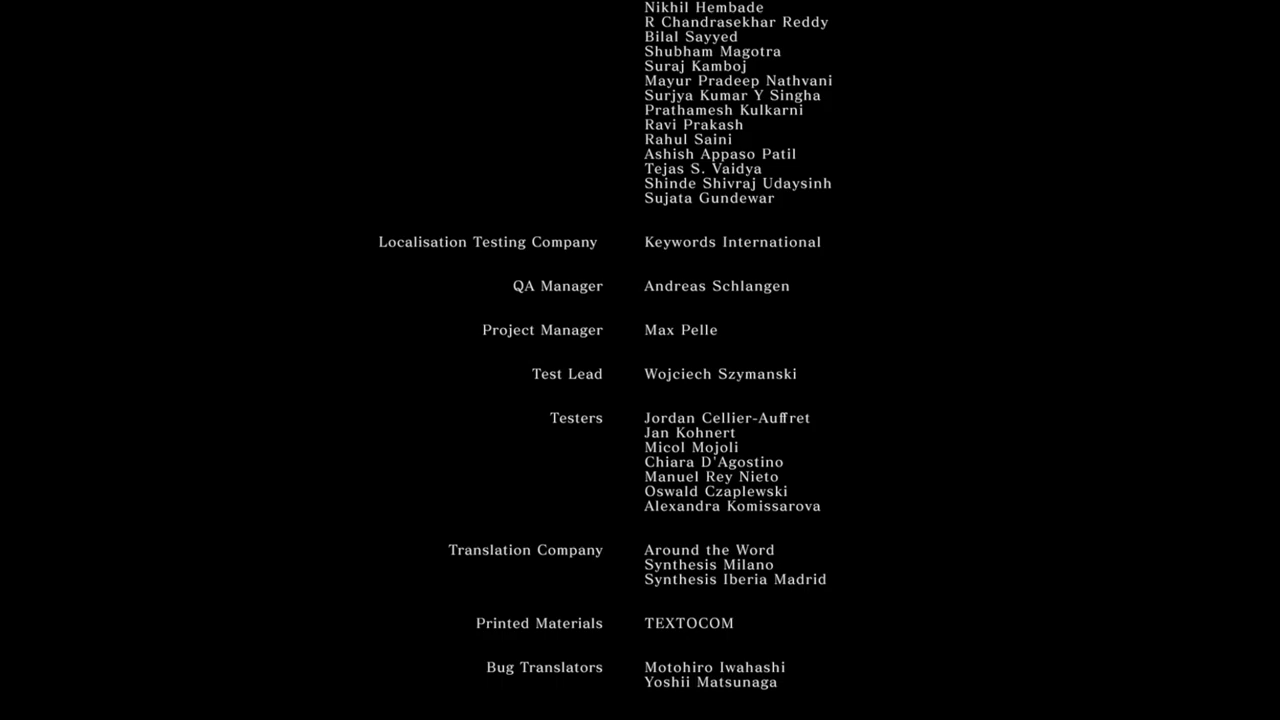 Nikhil Hembade
R Chandrasekhar Reddy
Bilal Sayyed
Shubham Magotra
Suraj Kamboj
Mayur Pradeep Nathvani
Surjya Kumar Y Singha
Prathamesh Kulkarni
Ravi Prakash
Rahul Saini
Ashish Appaso Patil
Tejas S. Vaidya
Shinde Shivraj Udaysinh
Sujata Gundewar
Localisation Testing Company Keywords International
QA Manager Andreas Schlangen
Project Manager Max Pelle
Test Lead Wojciech Szymanski
Testers Jordan Cellier-Auffret
Jan Kohnert
Micol Mojoli
Chiara D'Agostino
Manuel Rey Nieto
Oswald Czaplewski
Alexandra Komissarova
Translation Company Around the Word
Synthesis Milano
Synthesis Iberia Madrid
Printed Materials TEXTOCOM
Bug Translators Motohiro Iwahashi
Yoshii Matsunaga